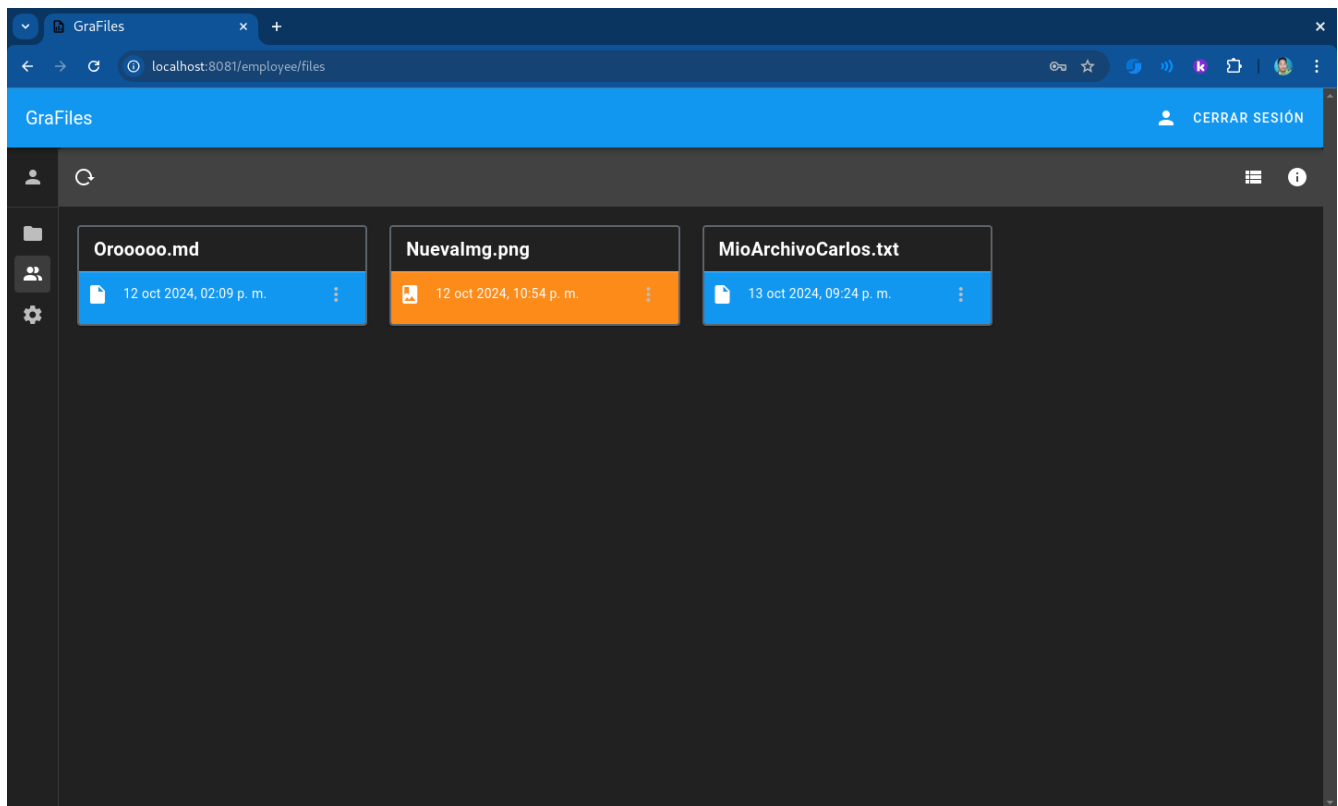 GraFiles
localhost:8081/employee/files
GraFiles
CERRAR SESIÓN
Orooooo.md
NuevaImg.png
MioArchivoCarlos.txt
12 oct 2024, 02:09 p. m.
12 oct 2024, 10:54 p. m.
13 oct 2024, 09:24 p. m.